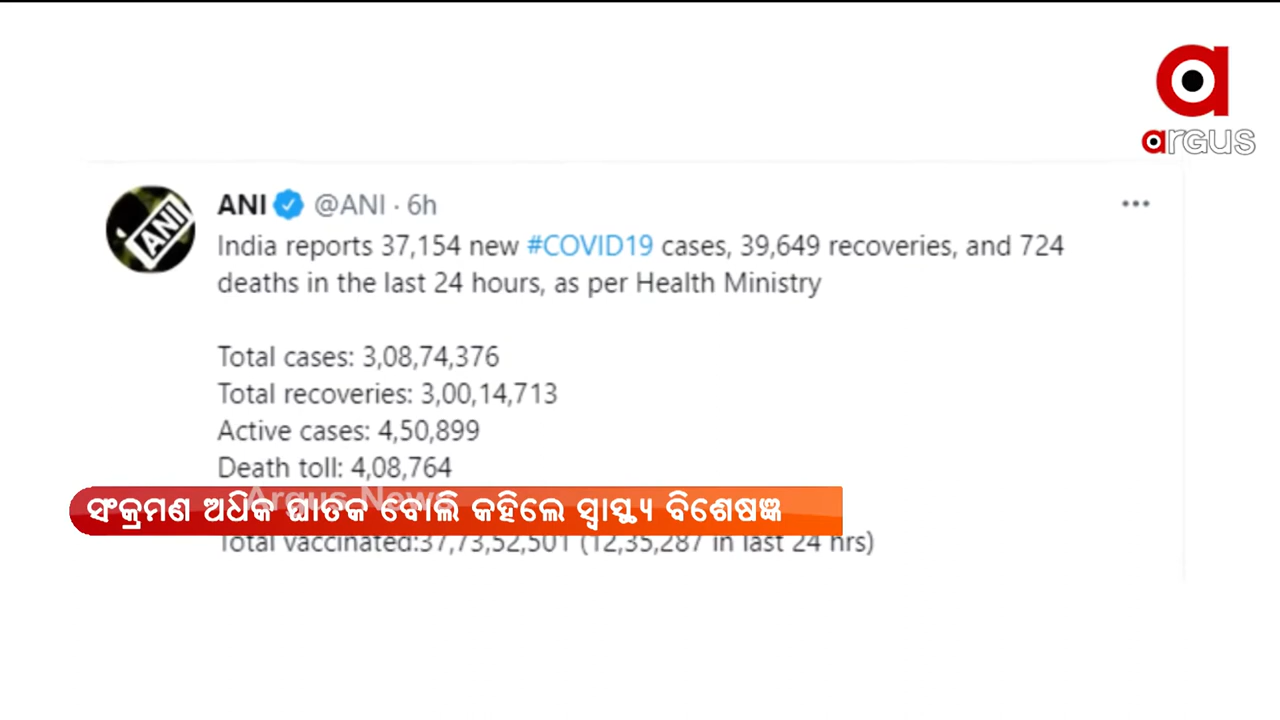 argus
ANI @ANI · 6h
India reports 37,154 new #COVID19 cases, 39,649 recoveries, and 724
deaths in the last 24 hours, as per Health Ministry
Total cases: 3,08,74,376
Total recoveries: 3,00,14,713
Active cases: 4,50,899
Death toll: 4,08,764
Argus News
ସଂକ୍ରମଣ ଅଧିକ ଘାତକ ବୋଲି କହିଲେ ସ୍ୱାସ୍ଥ୍ୟ ବିଶେଷଜ୍ଞ
Total vaccinated:37,73,52,501 (12,35,287 in last 24 hrs)
ANI